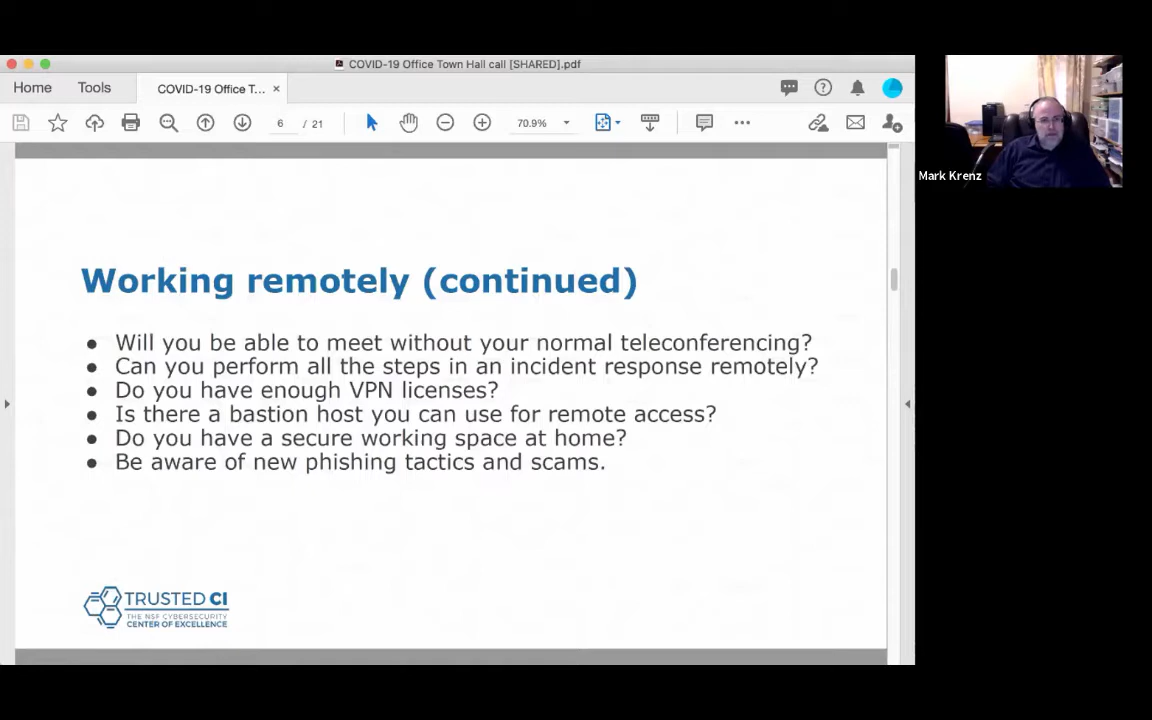 COVID-19 Office Town Hall call [SHARED].pdf
Home Tools COVID-19 Office T... ×
6 / 21 70.9%
Mark Krenz
Working remotely (continued)
● Will you be able to meet without your normal teleconferencing?
● Can you perform all the steps in an incident response remotely?
● Do you have enough VPN licenses?
● Is there a bastion host you can use for remote access?
● Do you have a secure working space at home?
● Be aware of new phishing tactics and scams.
TRUSTED CI
THE NSF CYBERSECURITY
CENTER OF EXCELLENCE